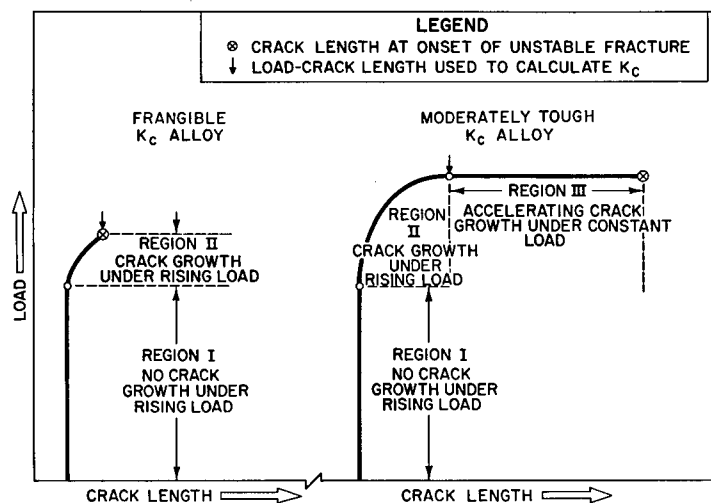 LEGEND
⊗ CRACK LENGTH AT ONSET OF UNSTABLE FRACTURE
↓ LOAD-CRACK LENGTH USED TO CALCULATE KC
FRANGIBLE
KC ALLOY
MODERATELY TOUGH
KC ALLOY
REGION III
ACCELERATING CRACK
GROWTH UNDER CONSTANT
LOAD
REGION II
CRACK GROWTH
UNDER RISING LOAD
REGION
II
CRACK GROWTH
UNDER
RISING LOAD
LOAD
REGION I
NO CRACK
GROWTH UNDER
RISING LOAD
REGION I
NO CRACK
GROWTH UNDER
RISING LOAD
CRACK LENGTH
CRACK LENGTH